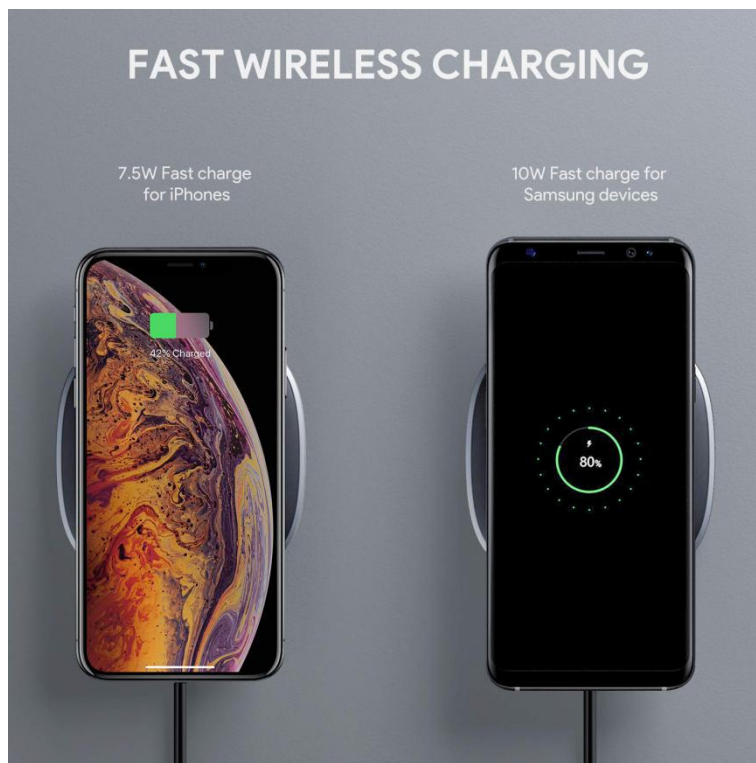 FAST WIRELESS CHARGING
7.5W Fast charge
for iPhones
10W Fast charge for
Samsung devices
42% Charged
80%